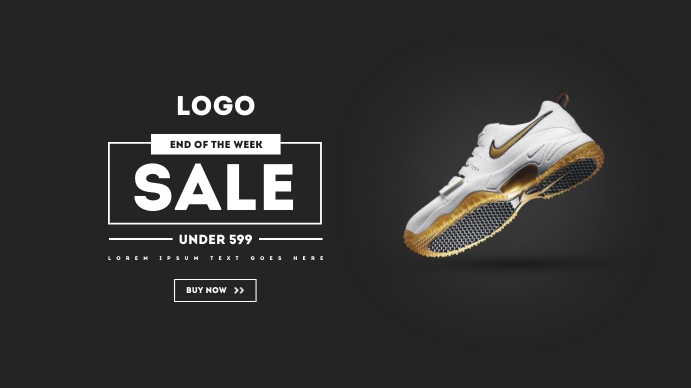 LOGO
END OF THE WEEK
SALE
UNDER 599
LOREM IPSUM TEXT GOES HERE
BUY NOW >>